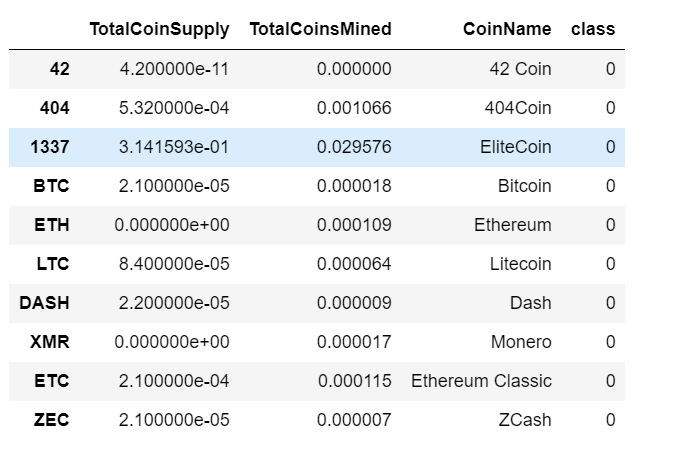 TotalCoinSupply TotalCoinsMined CoinName class
42 4.200000e-11 0.000000 42 Coin 0
404 5.320000e-04 0.001066 404Coin 0
1337 3.141593e-01 0.029576 EliteCoin 0
BTC 2.100000e-05 0.000018 Bitcoin 0
ETH 0.000000e+00 0.000109 Ethereum 0
LTC 8.400000e-05 0.000064 Litecoin 0
DASH 2.200000e-05 0.000009 Dash 0
XMR 0.000000e+00 0.000017 Monero 0
ETC 2.100000e-04 0.000115 Ethereum Classic 0
ZEC 2.100000e-05 0.000007 ZCash 0